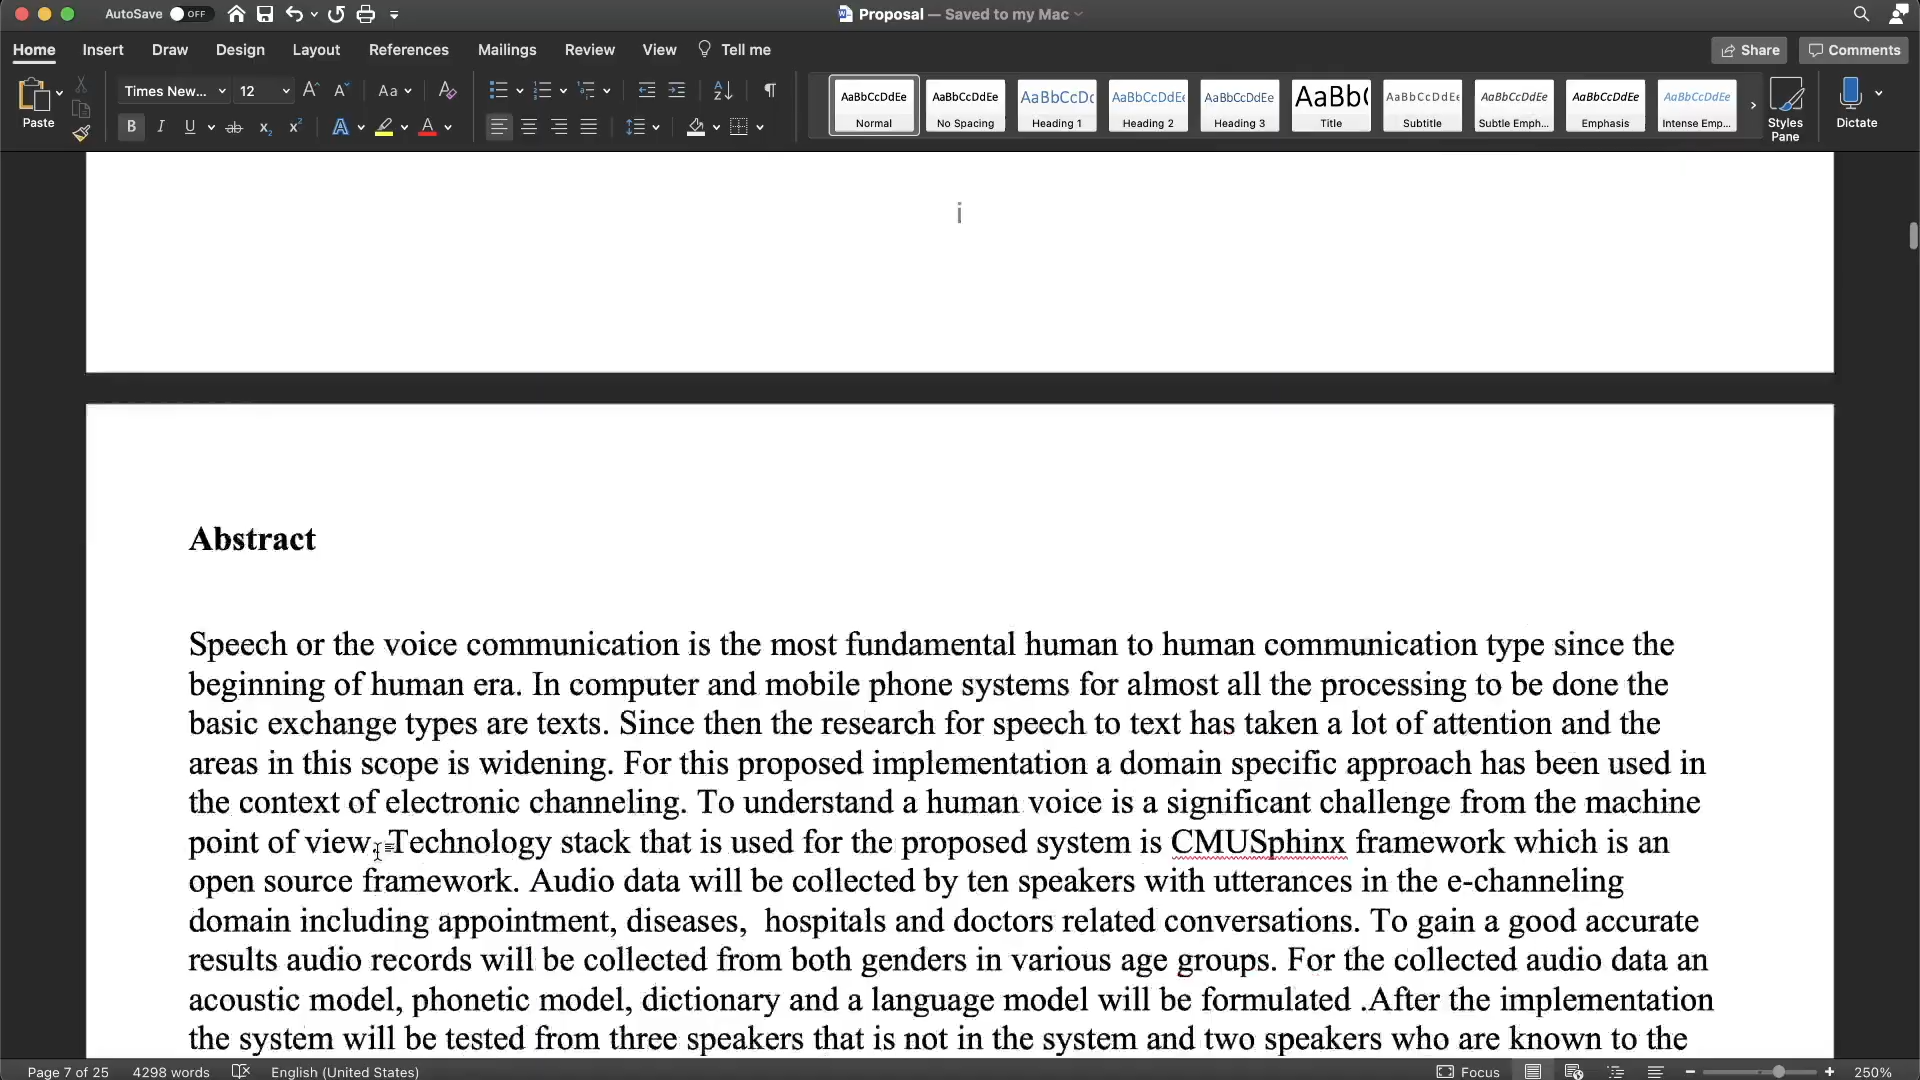 AutoSave OFF Proposal — Saved to my Mac
Home Insert Draw Design Layout References Mailings Review View Tell me Share Comments
Paste Times New... 12 Aa
AaBbCcDdEe AaBbCcDdEe AaBbCcDc AaBbCcDdEe AaBbCcDdEe AaBb( AaBbCcDdEe AaBbCcDdEe AaBbCcDdEe AaBbCcDdEe
Normal No Spacing Heading 1 Heading 2 Heading 3 Title Subtitle Subtle Emph... Emphasis Intense Emp... Styles Pane Dictate
i
Abstract
Speech or the voice communication is the most fundamental human to human communication type since the
beginning of human era. In computer and mobile phone systems for almost all the processing to be done the
basic exchange types are texts. Since then the research for speech to text has taken a lot of attention and the
areas in this scope is widening. For this proposed implementation a domain specific approach has been used in
the context of electronic channeling. To understand a human voice is a significant challenge from the machine
point of view. Technology stack that is used for the proposed system is CMUSphinx framework which is an
open source framework. Audio data will be collected by ten speakers with utterances in the e-channeling
domain including appointment, diseases,  hospitals and doctors related conversations. To gain a good accurate
results audio records will be collected from both genders in various age groups. For the collected audio data an
acoustic model, phonetic model, dictionary and a language model will be formulated .After the implementation
the system will be tested from three speakers that is not in the system and two speakers who are known to the
Page 7 of 25 4298 words English (United States) Focus 250%